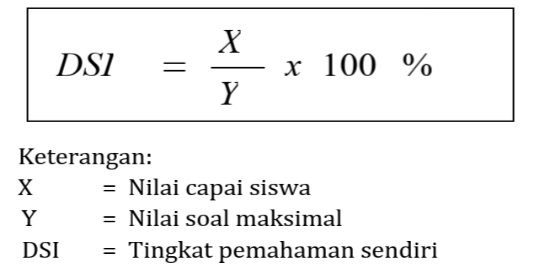 DSI = X / Y x 100 %
Keterangan:
X = Nilai capai siswa
Y = Nilai soal maksimal
DSI = Tingkat pemahaman sendiri